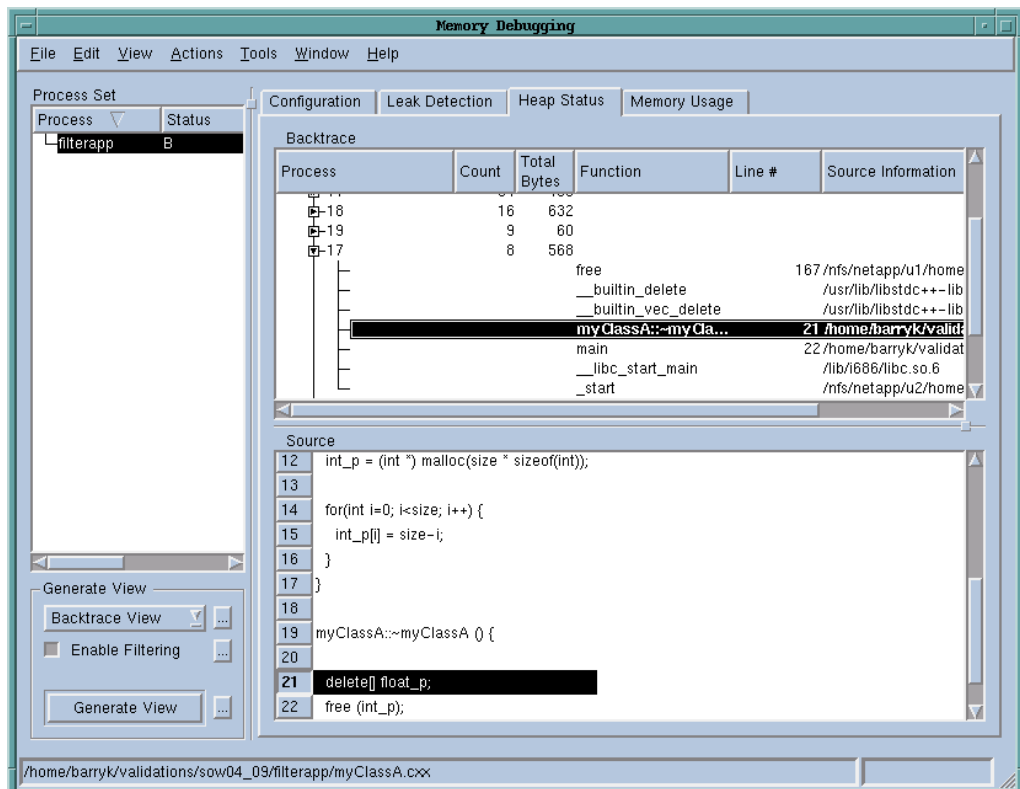 Memory Debugging
File Edit View Actions Tools Window Help
Process Set
Process Status
filterapp B
Generate View
Backtrace View ...
Enable Filtering ...
Generate View ...
Configuration Leak Detection Heap Status Memory Usage
Backtrace
Process Count Total Bytes Function Line # Source Information
18 16 632
19 9 60
17 8 568
free 167 /nfs/netapp/u1/home
__builtin_delete /usr/lib/libstdc++-lib
__builtin_vec_delete /usr/lib/libstdc++-lib
myClassA::~myCla... 21 /home/barryk/valida
main 22 /home/barryk/validat
__libc_start_main /lib/i686/libc.so.6
_start /nfs/netapp/u2/home
Source
12 int_p = (int *) malloc(size * sizeof(int));
13
14 for(int i=0; i<size; i++) {
15 int_p[i] = size-i;
16 }
17 }
18
19 myClassA::~myClassA () {
20
21 delete[] float_p;
22 free (int_p);
/home/barryk/validations/sow04_09/filterapp/myClassA.cxx